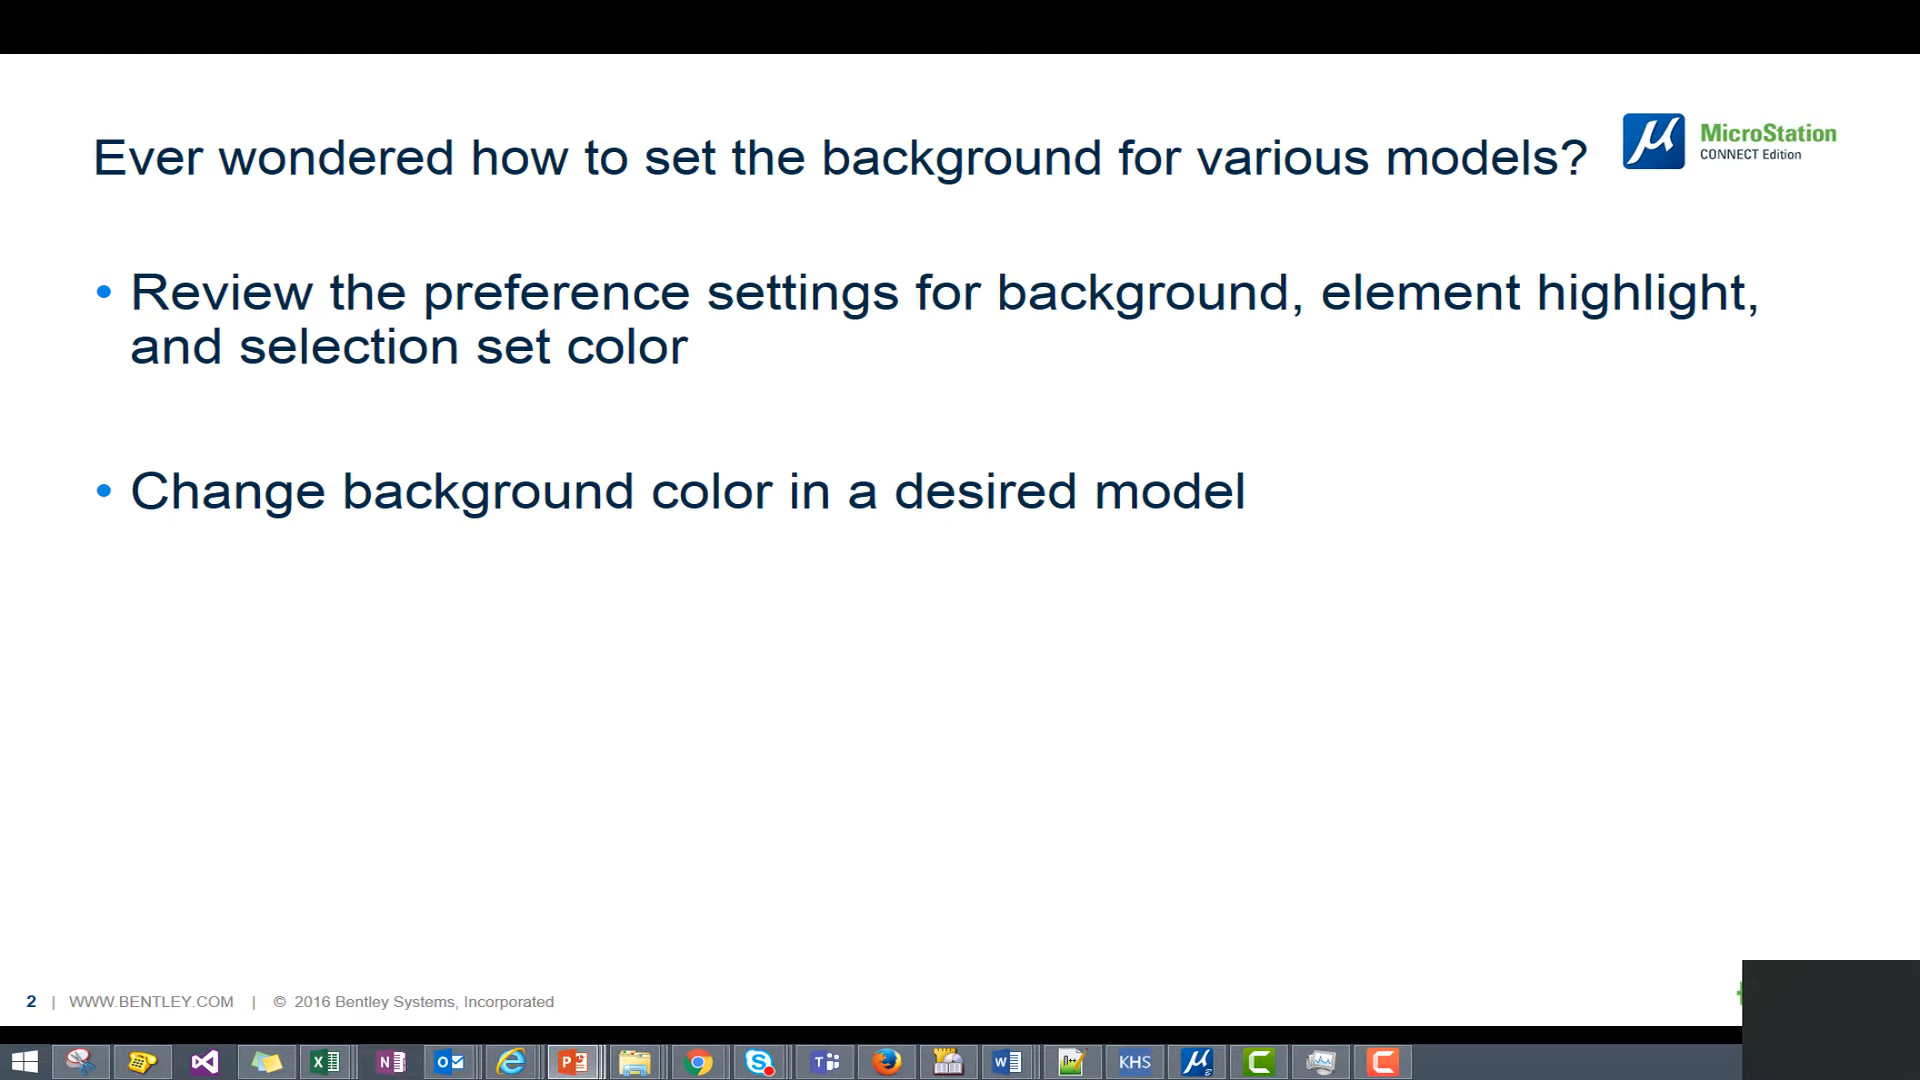 Ever wondered how to set the background for various models?
MicroStation
CONNECT Edition
• Review the preference settings for background, element highlight,
and selection set color
• Change background color in a desired model
2 | WWW.BENTLEY.COM | © 2016 Bentley Systems, Incorporated
KHS